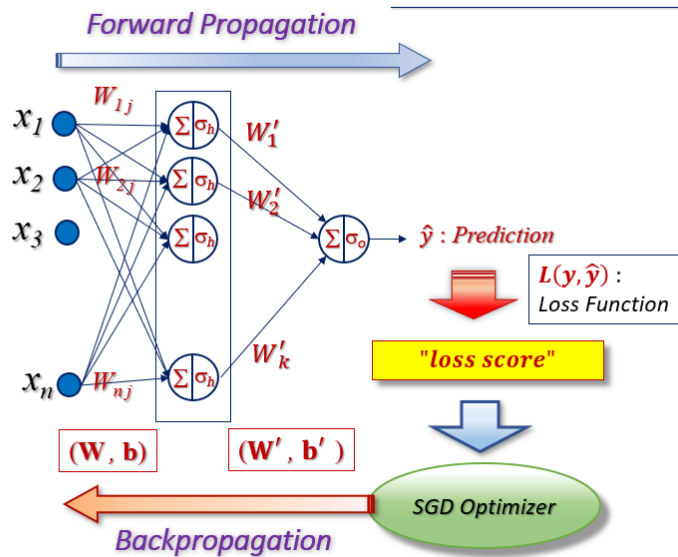 Forward Propagation
x₁
W₁ⱼ
Σ σₕ
W′₁
x₂
W₂ⱼ
Σ σₕ
W′₂
x₃
Σ σₕ
Σ σₒ
ŷ : Prediction
L(y, ŷ) :
Loss Function
"loss score"
xₙ
Wₙⱼ
Σ σₕ
W′ₖ
(W, b)
(W′, b′ )
SGD Optimizer
Backpropagation